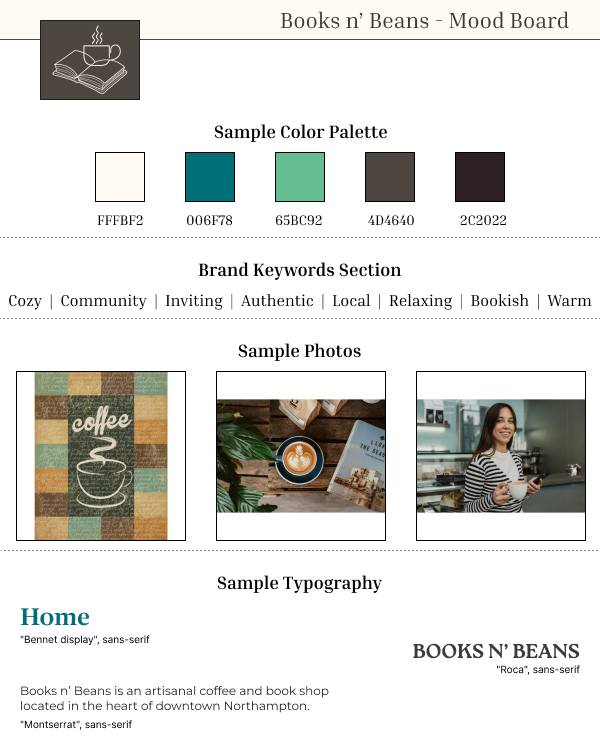 Books n’ Beans - Mood Board
Sample Color Palette
FFFBF2 006F78 65BC92 4D4640 2C2022
Brand Keywords Section
Cozy | Community | Inviting | Authentic | Local | Relaxing | Bookish | Warm
Sample Photos
coffee
THE SEAS
Sample Typography
Home
"Bennet display", sans-serif
BOOKS N’ BEANS
"Roca", sans-serif
Books n’ Beans is an artisanal coffee and book shop
located in the heart of downtown Northampton.
"Montserrat", sans-serif